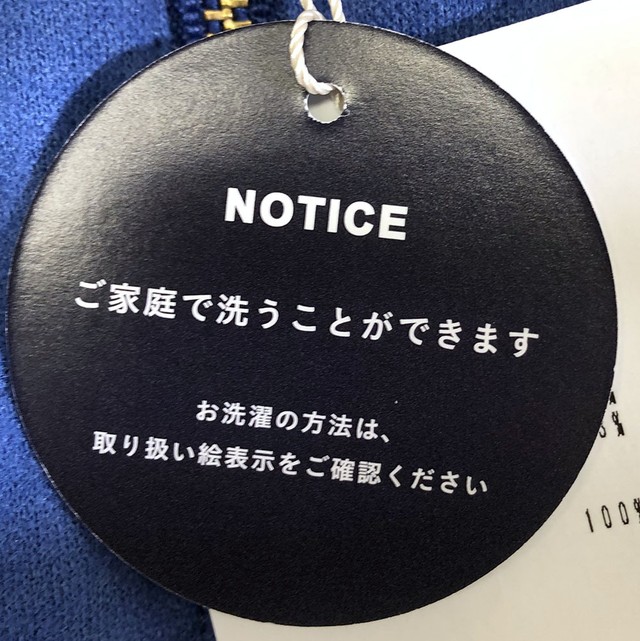 NOTICE
ご家庭で洗うことができます
お洗濯の方法は、
取り扱い絵表示をご確認ください
100%